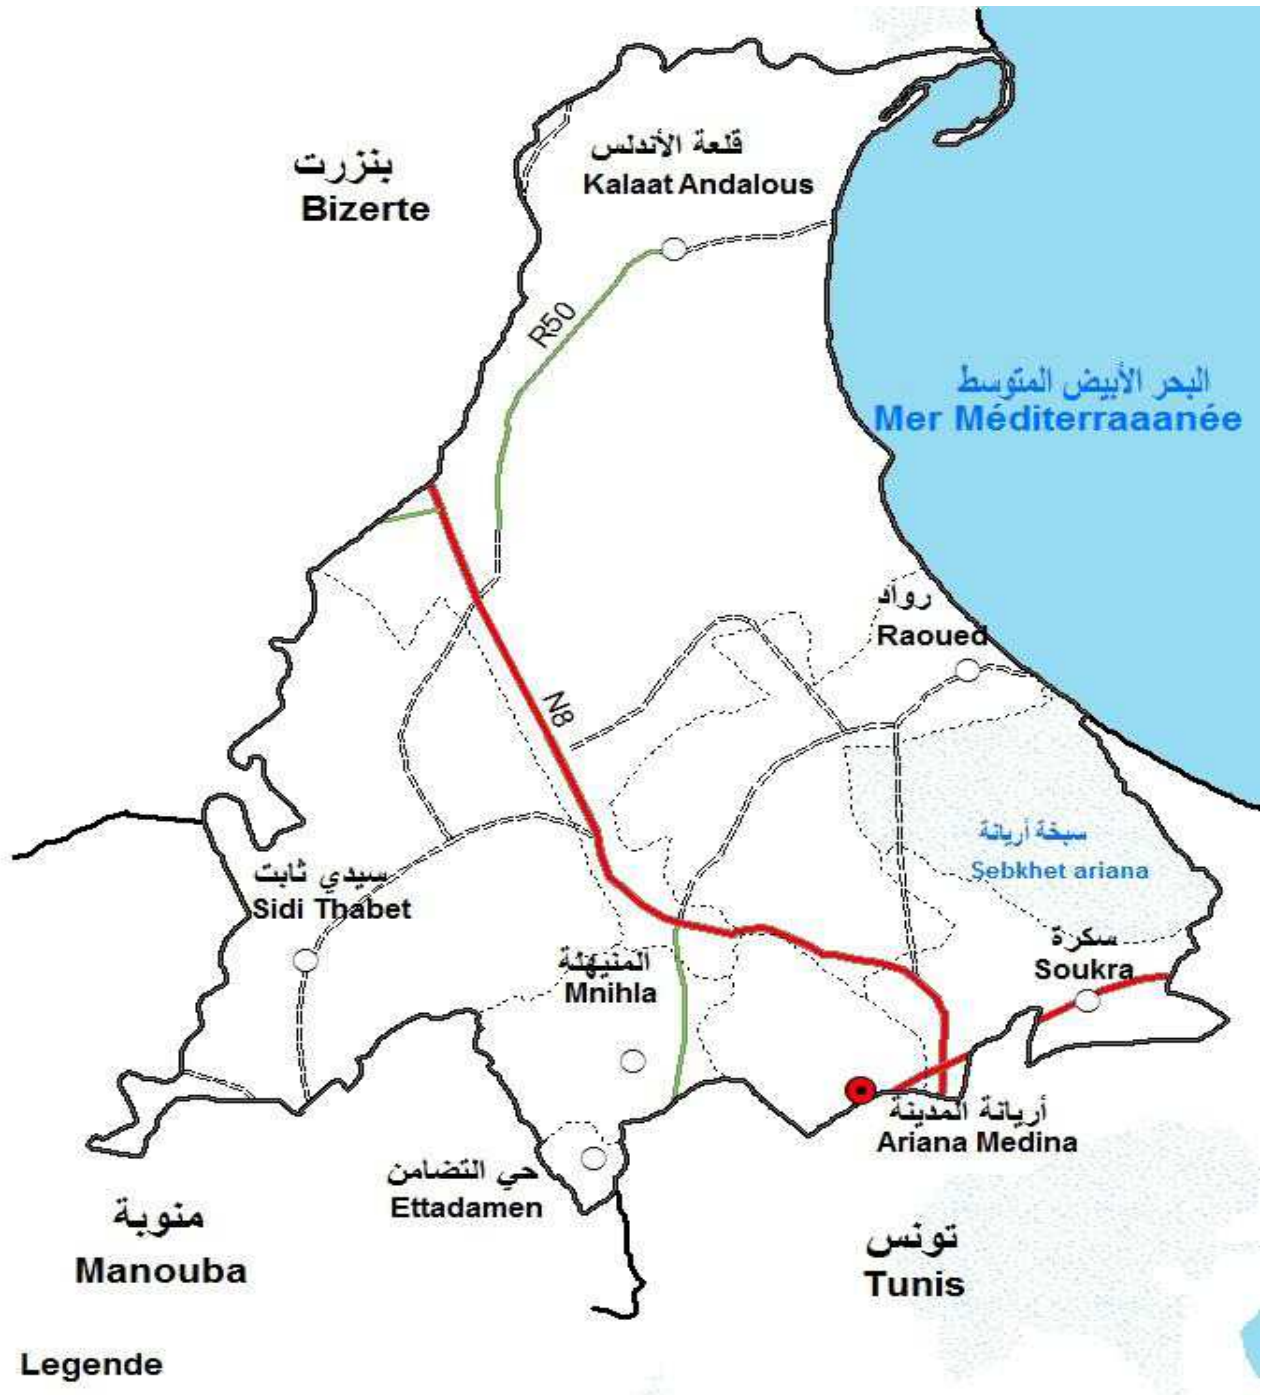 قلعة الأندلس
Kalaat Andalous
بنزرت
Bizerte
R50
البحر الأبيض المتوسط
Mer Méditerraaanée
رواد
Raoued
N8
سبخة أريانة
Sebkhet ariana
سيدي ثابت
Sidi Thabet
سكرة
Soukra
المنيهلة
Mnihla
أريانة المدينة
Ariana Medina
حي التضامن
Ettadamen
منوبة
Manouba
تونس
Tunis
Legende